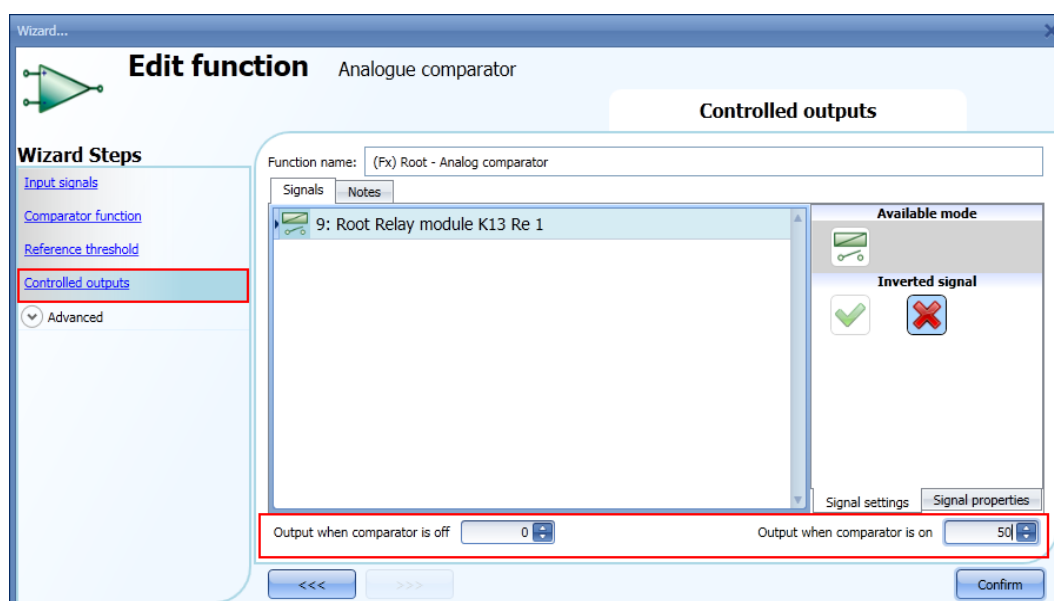 Wizard...
Edit function Analogue comparator
Controlled outputs
Wizard Steps
Input signals
Comparator function
Reference threshold
Controlled outputs
Advanced
Function name: (Fx) Root - Analog comparator
Signals Notes
9: Root Relay module K13 Re 1
Available mode
Inverted signal
Signal settings Signal properties
Output when comparator is off 0 Output when comparator is on 50
<<< >>> Confirm